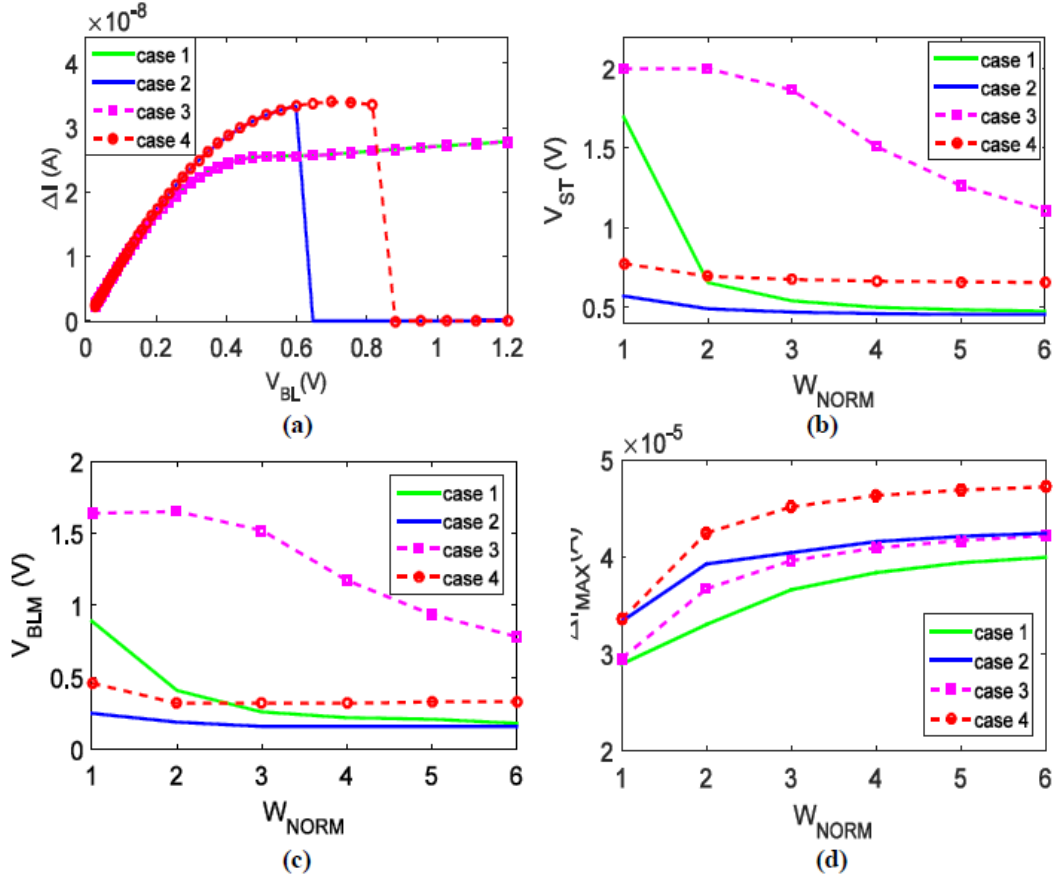 ×10⁻⁸
4
3
2
1
0
ΔI (A)
case 1
case 2
case 3
case 4
0 0.2 0.4 0.6 0.8 1 1.2
V_BL(V)
(a)
2
1.5
1
0.5
V_ST (V)
case 1
case 2
case 3
case 4
1 2 3 4 5 6
W_NORM
(b)
2
1.5
1
0.5
0
V_BLM (V)
case 1
case 2
case 3
case 4
1 2 3 4 5 6
W_NORM
(c)
×10⁻⁵
5
4
3
2
MAX
case 1
case 2
case 3
case 4
1 2 3 4 5 6
W_NORM
(d)